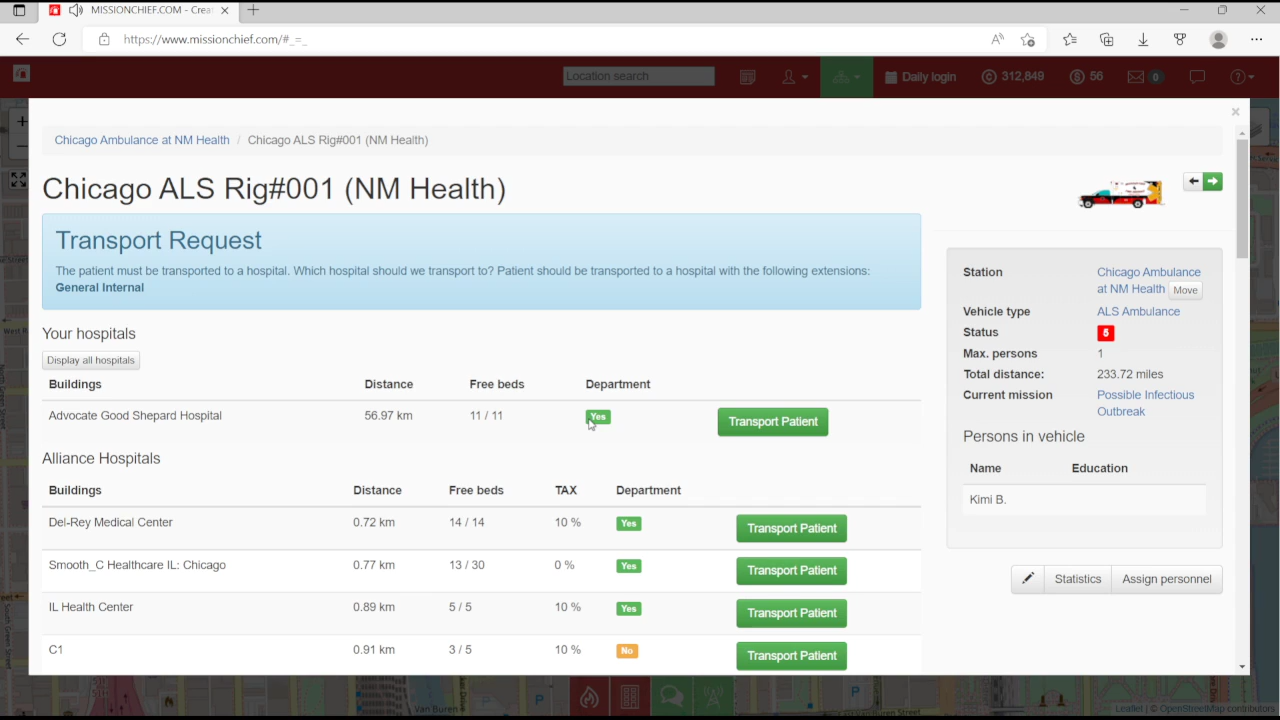 MISSIONCHIEF.COM - Crea
https://www.missionchief.com/#_=_
Location search
Daily login
312,849
56
0
Chicago Ambulance at NM Health / Chicago ALS Rig#001 (NM Health)
Chicago ALS Rig#001 (NM Health)
Transport Request
The patient must be transported to a hospital. Which hospital should we transport to? Patient should be transported to a hospital with the following extensions:
General Internal
Your hospitals
Display all hospitals
Buildings Distance Free beds Department
Advocate Good Shepard Hospital 56.97 km 11 / 11 Yes Transport Patient
Alliance Hospitals
Buildings Distance Free beds TAX Department
Del-Rey Medical Center 0.72 km 14 / 14 10 % Yes Transport Patient
Smooth_C Healthcare IL: Chicago 0.77 km 13 / 30 0 % Yes Transport Patient
IL Health Center 0.89 km 5 / 5 10 % Yes Transport Patient
C1 0.91 km 3 / 5 10 % No Transport Patient
Station Chicago Ambulance
at NM Health Move
Vehicle type ALS Ambulance
Status 5
Max. persons 1
Total distance: 233.72 miles
Current mission Possible Infectious
Outbreak
Persons in vehicle
Name Education
Kimi B.
Statistics Assign personnel
Van Buren
Van Buren Street
P
P
Leaflet | © OpenStreetMap contributors